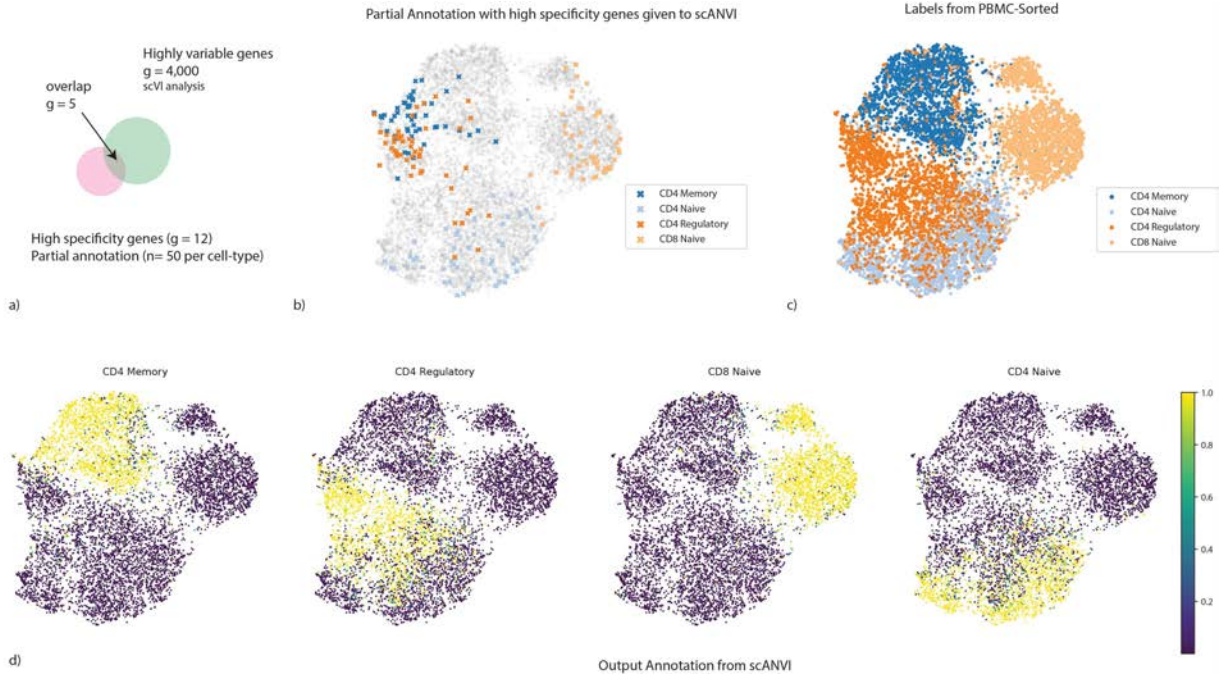 Partial Annotation with high specificity genes given to scANVI
Labels from PBMC-Sorted
Highly variable genes
g = 4,000
scVI analysis
overlap
g = 5
High specificity genes (g = 12)
Partial annotation (n= 50 per cell-type)
CD4 Memory
CD4 Naive
CD4 Regulatory
CD8 Naive
CD4 Memory
CD4 Naive
CD4 Regulatory
CD8 Naive
a)
b)
c)
CD4 Memory
CD4 Regulatory
CD8 Naive
CD4 Naive
1.0
0.8
0.6
0.4
0.2
d)
Output Annotation from scANVI